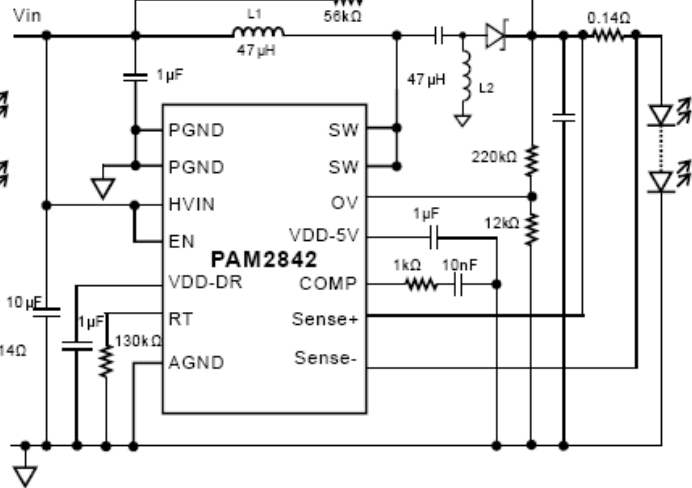 Vin
L1
56kΩ
0.14Ω
47μH
1μF
47μH
L2
PGND
SW
PGND
SW
220kΩ
HVIN
OV
1μF
12kΩ
EN
VDD-5V
PAM2842
VDD-DR
COMP
1kΩ
10nF
10μF
1μF
RT
Sense+
130kΩ
14Ω
AGND
Sense-